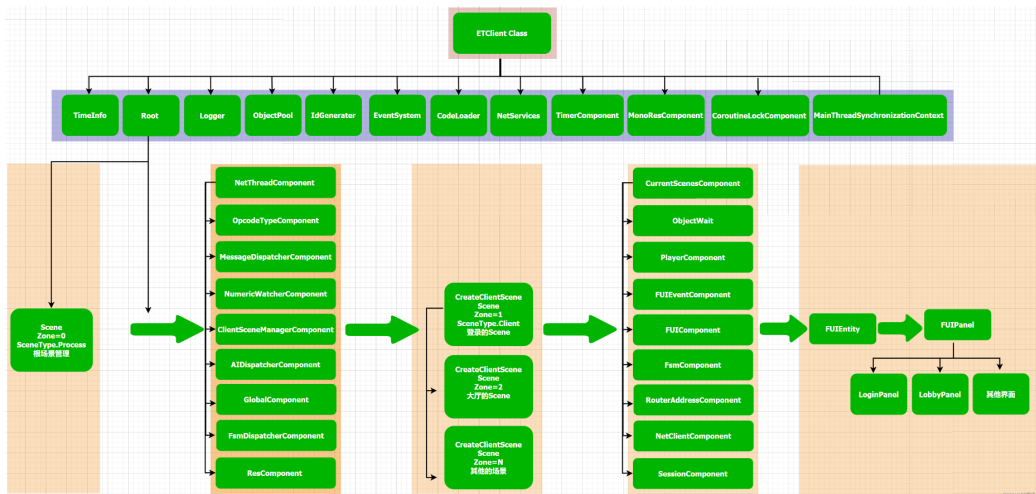 ETClient Class
TimeInfo
Root
Logger
ObjectPool
IdGenerater
EventSystem
CodeLoader
NetServices
TimerComponent
MonoResComponent
CoroutineLockComponent
MainThreadSynchronizationContext
Scene
Zone=0
SceneType.Process
根场景管理
NetThreadComponent
OpcodeTypeComponent
MessageDispatcherComponent
NumericWatcherComponent
ClientSceneManagerComponent
AIDispatcherComponent
GlobalComponent
FsmDispatcherComponent
ResComponent
CreateClientScene
Scene
Zone=1
SceneType.Client
登录的Scene
CreateClientScene
Scene
Zone=2
大厅的Scene
CreateClientScene
Scene
Zone=N
其他的场景
CurrentScenesComponent
ObjectWait
PlayerComponent
FUIEventComponent
FUIComponent
FsmComponent
RouterAddressComponent
NetClientComponent
SessionComponent
FUIEntity
FUIPanel
LoginPanel
LobbyPanel
其他界面